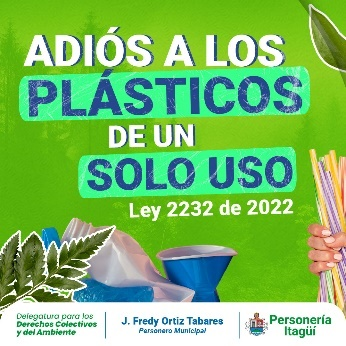 ADIÓS A LOS
PLÁSTICOS
DE UN
SOLO USO
Ley 2232 de 2022
Delegatura para los
Derechos Colectivos
y del Ambiente
J. Fredy Ortiz Tabares
Personero Municipal
Personería
Itagüí